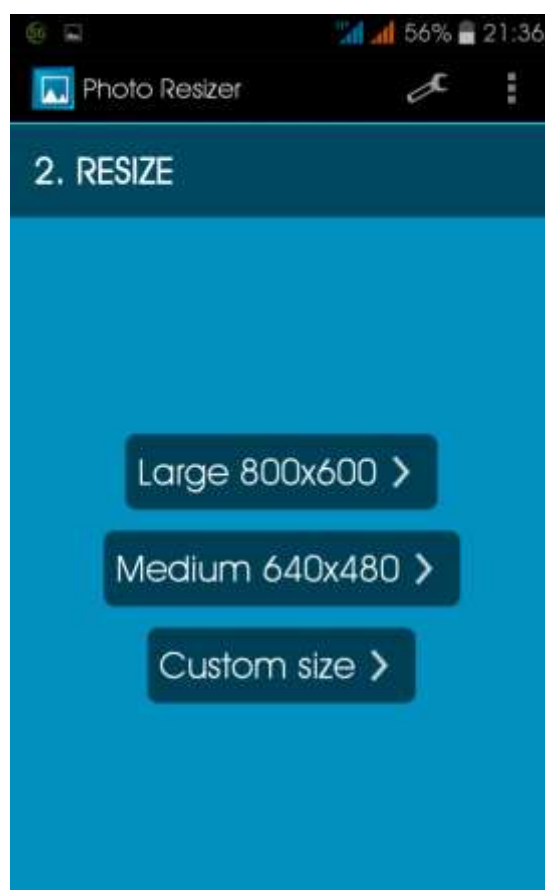 56% 21:36
Photo Resizer
2. RESIZE
Large 800x600
Medium 640x480
Custom size